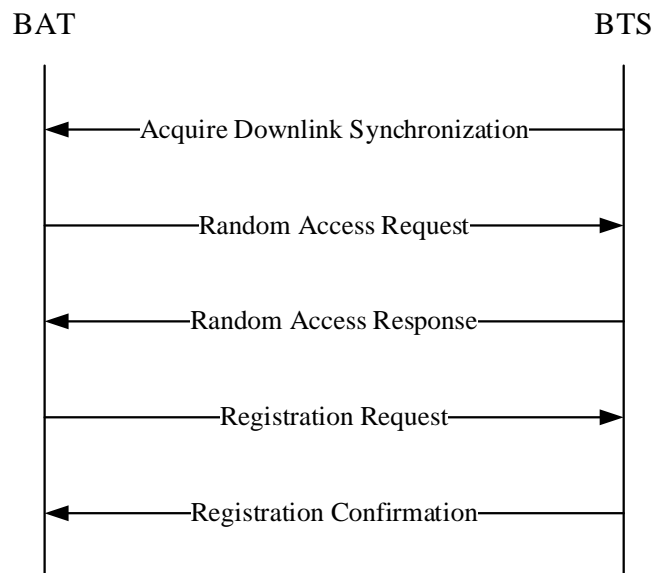 BAT BTS
Acquire Downlink Synchronization
Random Access Request
Random Access Response
Registration Request
Registration Confirmation